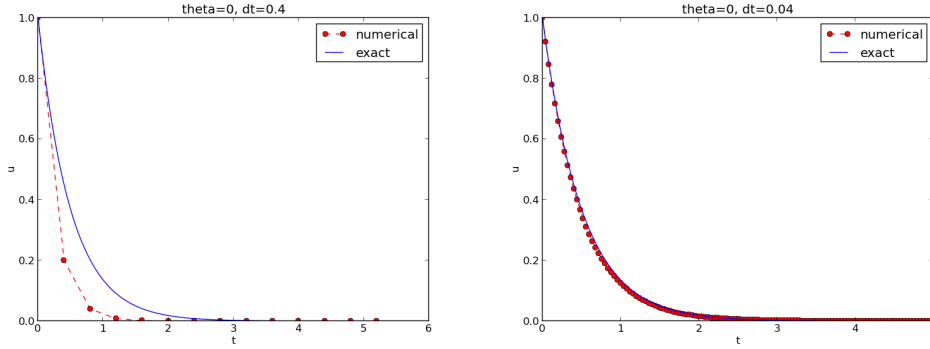 theta=0, dt=0.4
numerical
exact
u
1.0
0.8
0.6
0.4
0.2
0.0
0 1 2 3 4 5 6
t
theta=0, dt=0.04
numerical
exact
u
1.0
0.8
0.6
0.4
0.2
0.0
0 1 2 3 4
t